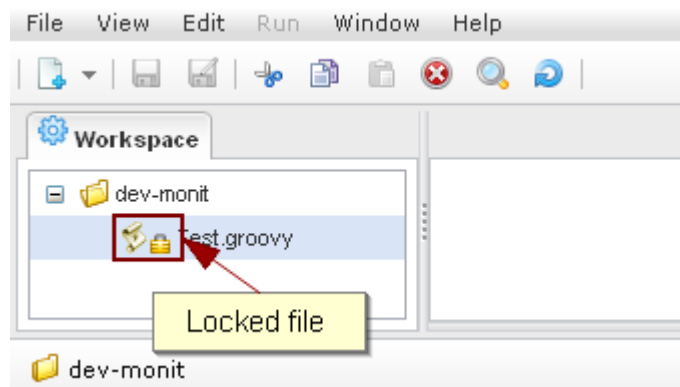 File View Edit Run Window Help
Workspace
dev-monit
Test.groovy
Locked file
dev-monit